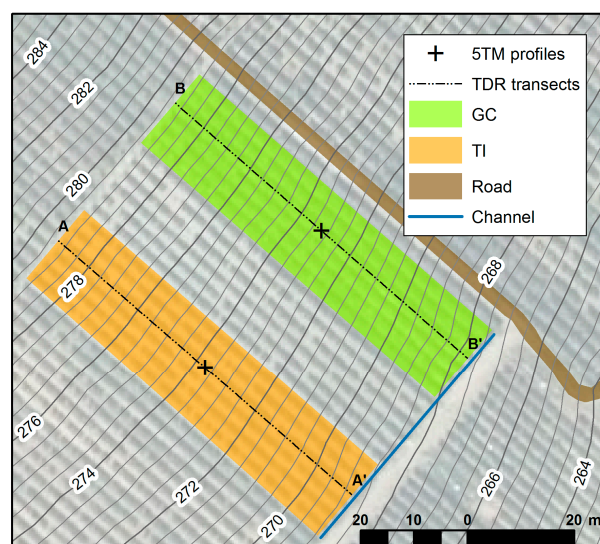 284
282
280
278
276
274
272
270
268
266
264
B
A
B'
A'
5TM profiles
TDR transects
GC
TI
Road
Channel
20 10 0 20 m